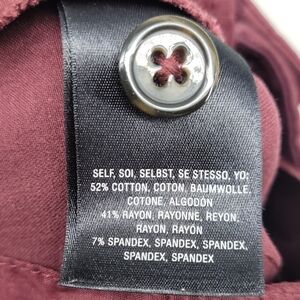 SELF, SOI, SELBST, SE STESSO, YO:
52% COTTON, COTON, BAUMWOLLE,
COTONE, ALGODÓN
41% RAYON, RAYONNE, REYON,
RAYON, RAYÓN
7% SPANDEX, SPANDEX, SPANDEX,
SPANDEX, SPANDEX